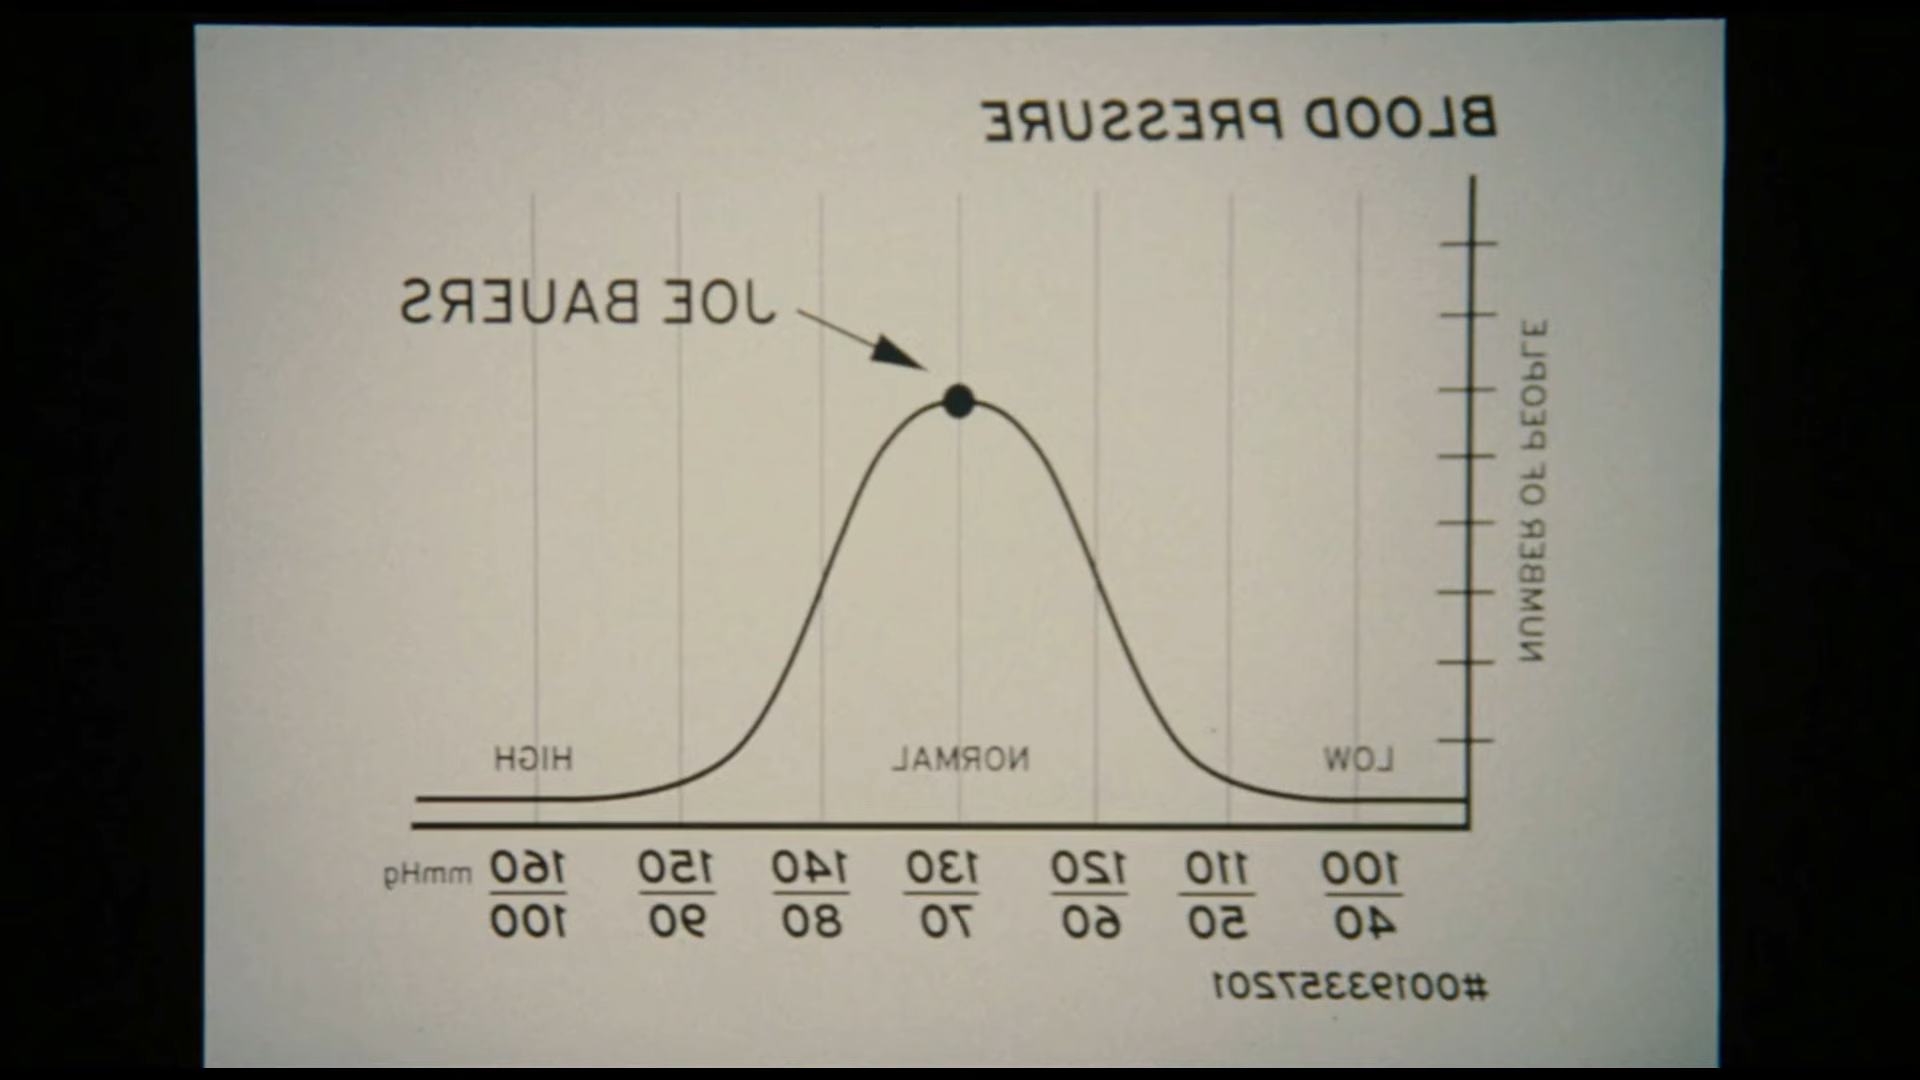 BLOOD PRESSURE
NUMBER OF PEOPLE
JOE BAUERS
LOW NORMAL HIGH
100 110 120 130 140 150 160 mmHg
40 50 60 70 80 90 100
#00193357201